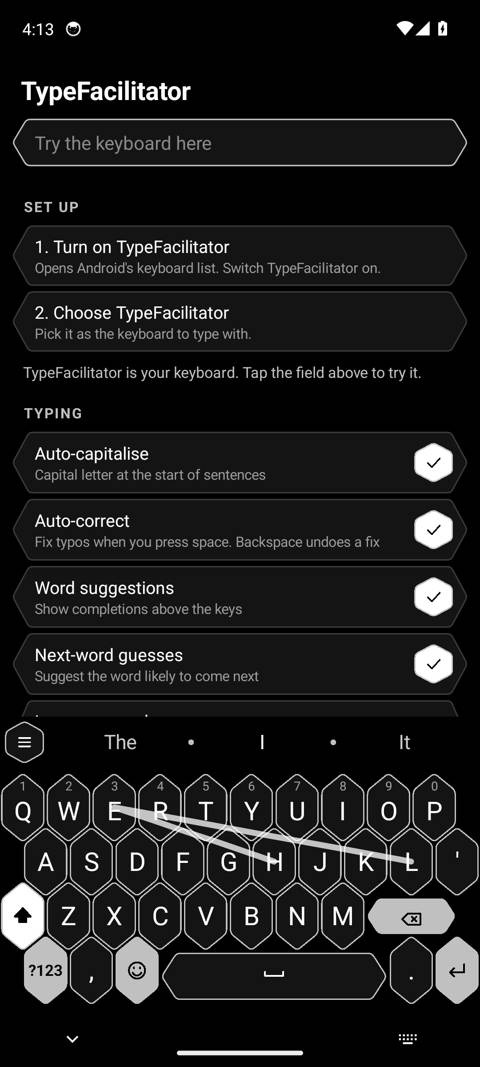 4:13
TypeFacilitator
Try the keyboard here
SET UP
1. Turn on TypeFacilitator
Opens Android's keyboard list. Switch TypeFacilitator on.
2. Choose TypeFacilitator
Pick it as the keyboard to type with.
TypeFacilitator is your keyboard. Tap the field above to try it.
TYPING
Auto-capitalise
Capital letter at the start of sentences
Auto-correct
Fix typos when you press space. Backspace undoes a fix
Word suggestions
Show completions above the keys
Next-word guesses
Suggest the word likely to come next
The • I • It
1 2 3 4 5 6 7 8 9 0
Q W E R T Y U I O P
A S D F G H J K L '
Z X C V B N M
?123 , .